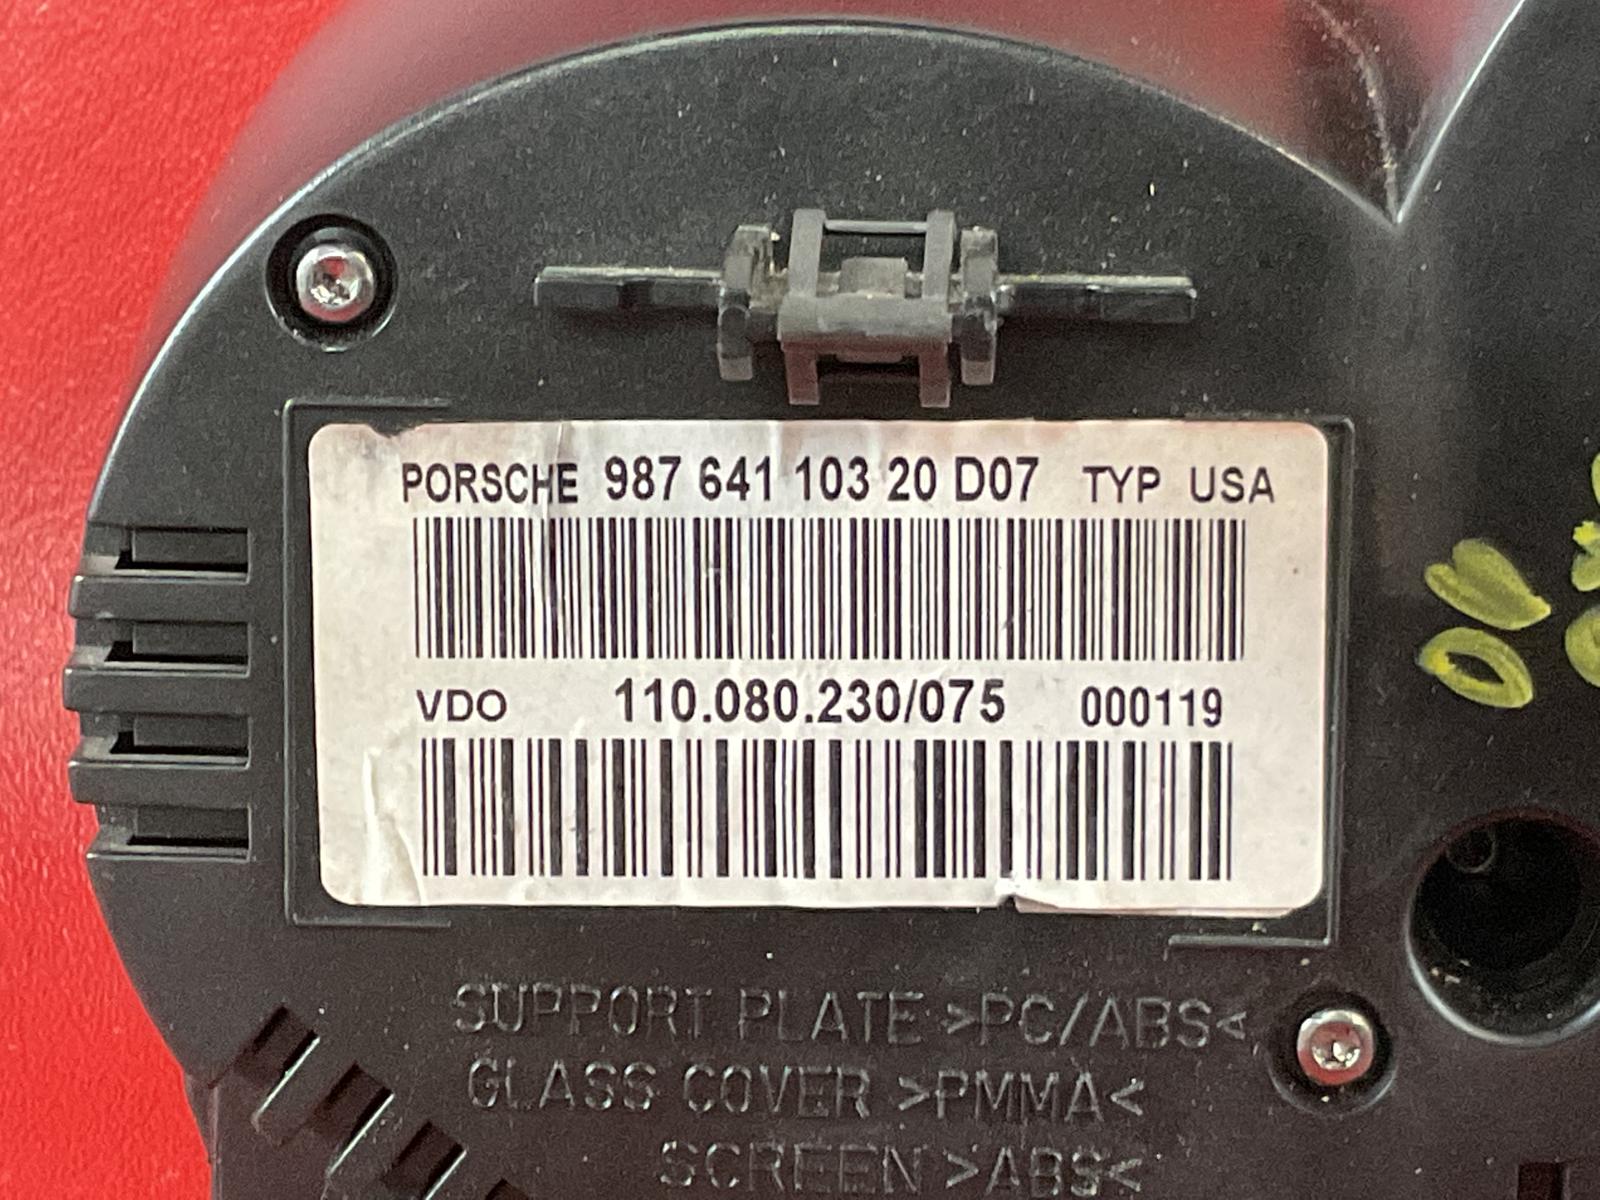 PORSCHE 987 641 103 20 D07 TYP USA
VDO 110.080.230/075 000119
SUPPORT PLATE >PC/ABS<
GLASS COVER >PMMA<
SCREEN >ABS<